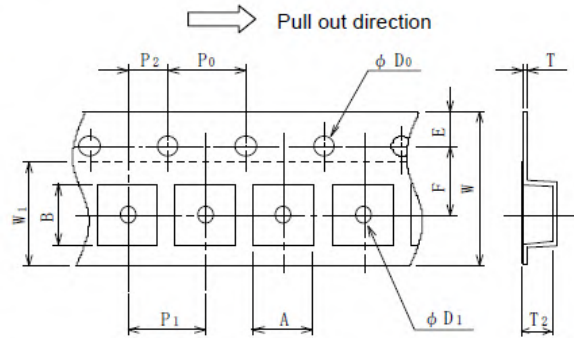 Pull out direction
P2
P0
φ D0
T
E
F
W
W1
B
P1
A
φ D1
T2